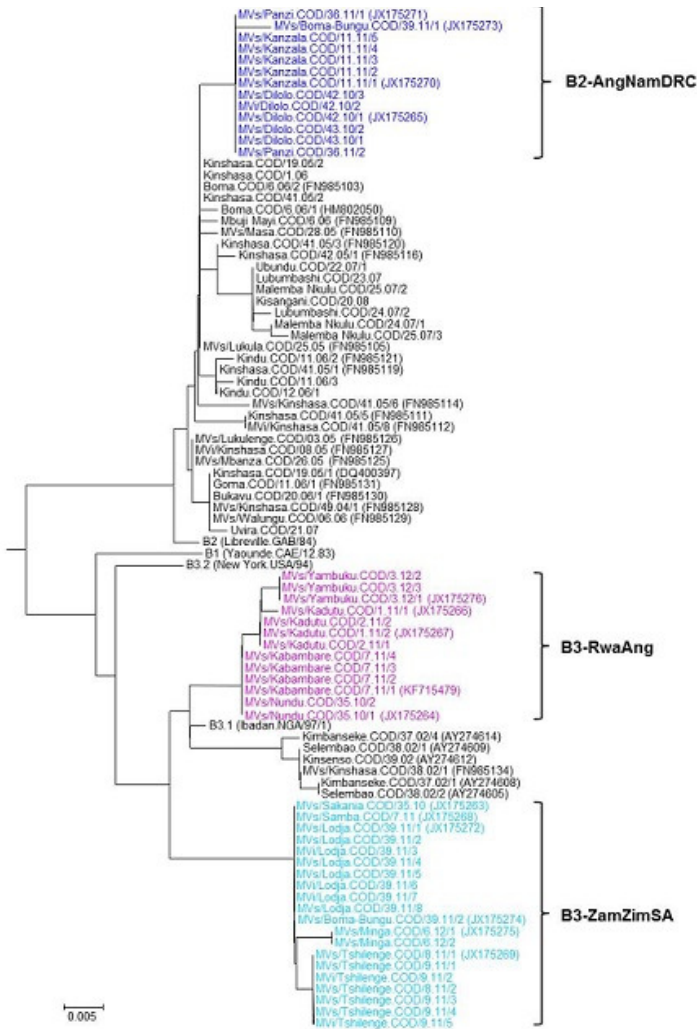 MVs/Panzi.COD/36.11/1 (JX175271)
MVs/Boma-Bungu.COD/39.11/1 (JX175273)
MVs/Kanzala.COD/11.11/5
MVs/Kanzala.COD/11.11/4
MVs/Kanzala.COD/11.11/3
MVs/Kanzala.COD/11.11/2
MVs/Kanzala.COD/11.11/1 (JX175270)
MVs/Dilolo.COD/42.10/3
MVi/Dilolo.COD/42.10/2
MVs/Dilolo.COD/42.10/1 (JX175265)
MVs/Dilolo.COD/43.10/2
MVs/Dilolo.COD/43.10/1
MVs/Panzi.COD/36.11/2
B2-AngNamDRC
Kinshasa.COD/19.05/2
Kinshasa.COD/1.06
Boma.COD/6.06/2 (FN985103)
Kinshasa.COD/41.05/2
Boma.COD/6.06/1 (HM802050)
Mbuji Mayi.COD/6.06 (FN985109)
MVs/Masa.COD/28.05 (FN985110)
Kinshasa.COD/41.05/3 (FN985120)
Kinshasa.COD/42.05/1 (FN985116)
Ubundu.COD/22.07/1
Lubumbashi.COD/23.07
Malemba Nkulu.COD/25.07/2
Kisangani.COD/20.08
Lubumbashi.COD/24.07/2
Malemba Nkulu.COD/24.07/1
Malemba Nkulu.COD/25.07/3
MVs/Lukula.COD/25.05 (FN985105)
Kindu.COD/11.06/2 (FN985121)
Kinshasa.COD/41.05/1 (FN985119)
Kindu.COD/11.06/3
Kindu.COD/12.06/1
MVs/Kinshasa.COD/41.05/6 (FN985114)
Kinshasa.COD/41.05/5 (FN985111)
MVi/Kinshasa.COD/41.05/8 (FN985112)
MVs/Lukulenge.COD/03.05 (FN985126)
MVi/Kinshasa.COD/08.05 (FN985127)
MVs/Mbanza.COD/26.05 (FN985125)
Kinshasa.COD/19.05/1 (DQ400397)
Goma.COD/11.06/1 (FN985131)
Bukavu.COD/20.06/1 (FN985130)
MVs/Kinshasa.COD/49.04/1 (FN985128)
MVs/Walungu.COD/06.06 (FN985129)
Uvira.COD/21.07
B2 (Libreville.GAB/84)
B1 (Yaounde.CAE/12.83)
B3.2 (New York.USA/94)
MVs/Yambuku.COD/3.12/2
MVs/Yambuku.COD/3.12/3
MVs/Yambuku.COD/3.12/1 (JX175276)
MVs/Kadutu.COD/1.11/1 (JX175266)
MVs/Kadutu.COD/2.11/2
MVs/Kadutu.COD/1.11/2 (JX175267)
MVs/Kadutu.COD/2.11/1
MVs/Kabambare.COD/7.11/4
MVs/Kabambare.COD/7.11/3
MVs/Kabambare.COD/7.11/2
MVs/Kabambare.COD/7.11/1 (KF715479)
MVs/Nundu.COD/35.10/2
MVs/Nundu.COD/35.10/1 (JX175264)
B3-RwaAng
B3.1 (Ibadan.NGA/97/1)
Kimbanseke.COD/37.02/4 (AY274614)
Selembao.COD/38.02/1 (AY274609)
Kinsenso.COD/39.02 (AY274612)
MVs/Kinshasa.COD/38.02/1 (FN985134)
Kimbanseke.COD/37.02/1 (AY274608)
Selembao.COD/38.02/2 (AY274605)
MVs/Sakania.COD/35.10 (JX175263)
MVs/Samba.COD/7.11 (JX175268)
MVs/Lodja.COD/39.11/1 (JX175272)
MVs/Lodja.COD/39.11/2
MVi/Lodja.COD/39.11/3
MVs/Lodja.COD/39.11/4
MVs/Lodja.COD/39.11/5
MVi/Lodja.COD/39.11/6
MVi/Lodja.COD/39.11/7
MVs/Lodja.COD/39.11/8
MVs/Boma-Bungu.COD/39.11/2 (JX175274)
MVs/Minga.COD/6.12/1 (JX175275)
MVs/Minga.COD/6.12/2
MVs/Tshilenge.COD/8.11/1 (JX175269)
MVs/Tshilenge.COD/9.11/1
MVi/Tshilenge.COD/9.11/2
MVs/Tshilenge.COD/8.11/2
MVs/Tshilenge.COD/9.11/3
MVs/Tshilenge.COD/9.11/4
MVi/Tshilenge.COD/9.11/5
B3-ZamZimSA
0.005